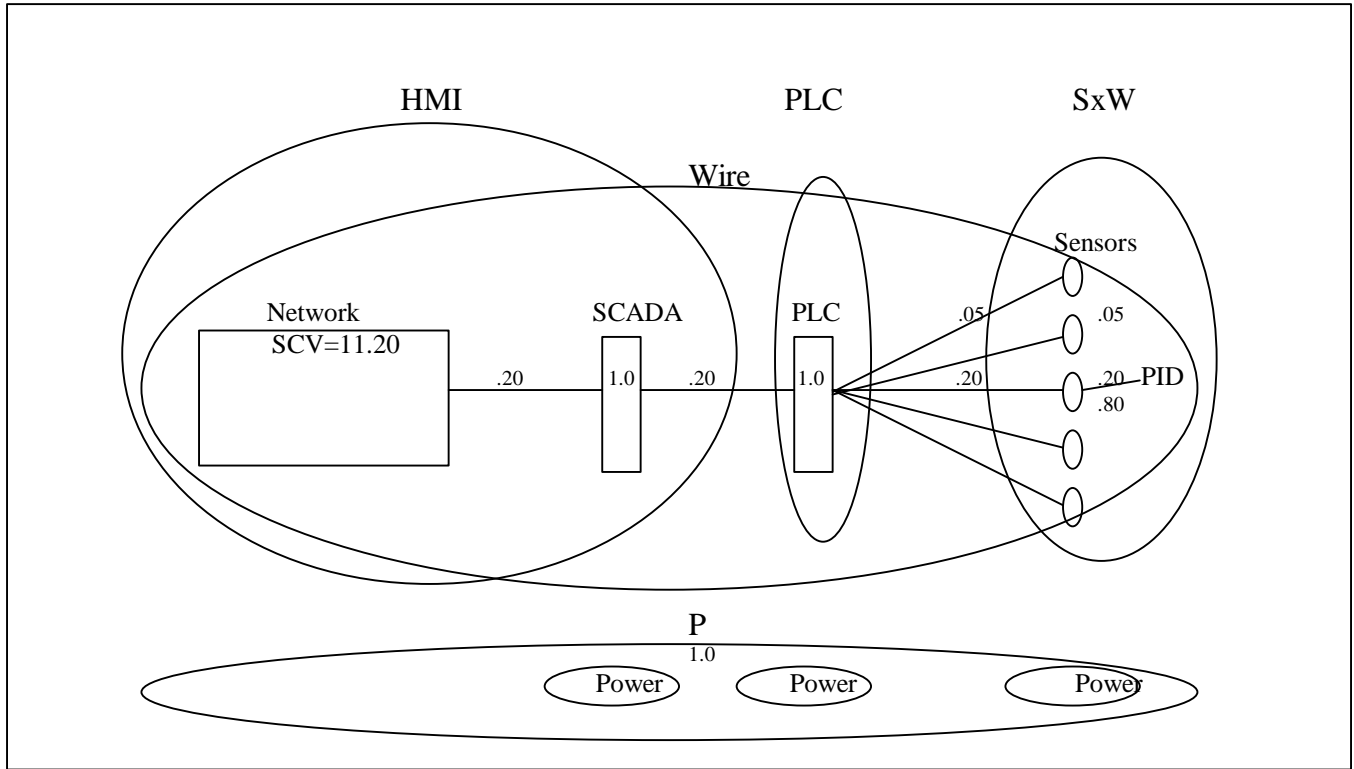 HMI
PLC
SxW
Wire
Sensors
Network
SCADA
PLC
.05
.05
SCV=11.20
.20
1.0
.20
1.0
.20
.20
PID
.80
P
1.0
Power
Power
Power